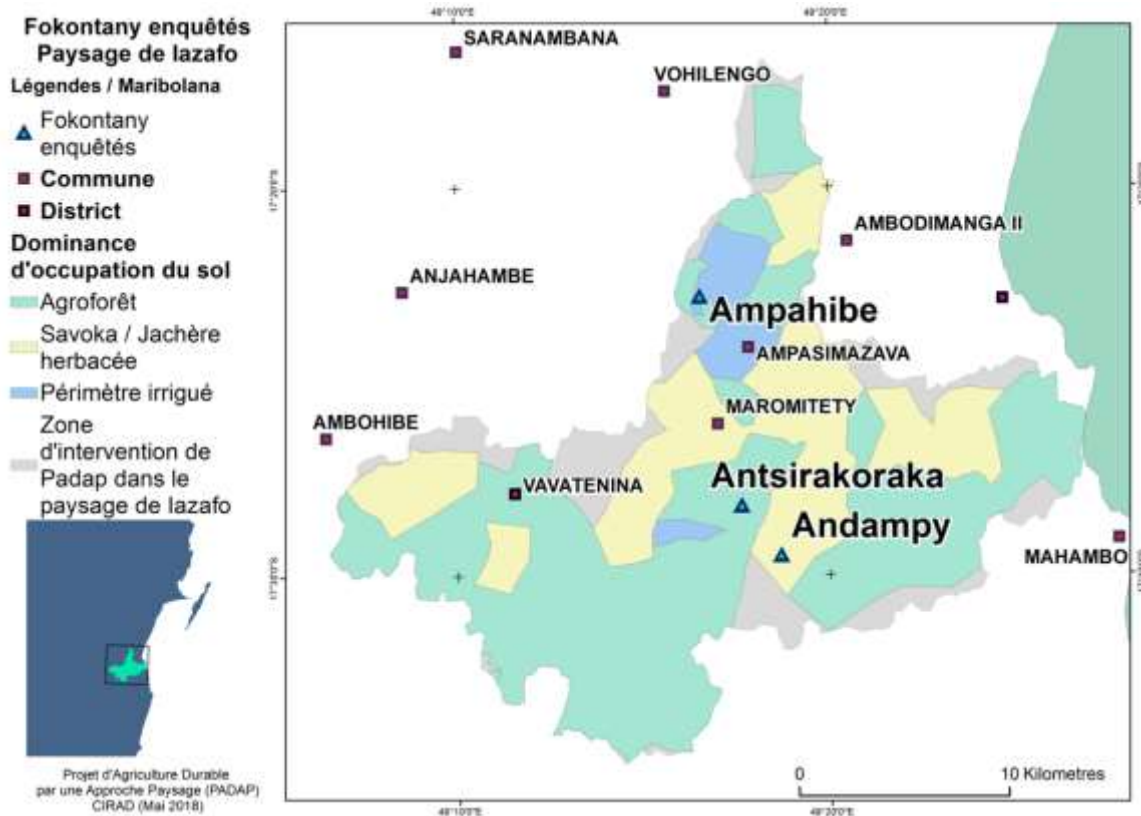 Fokontany enquêtés
Paysage de Iazafo
Légendes / Maribolana
Fokontany
enquêtés
Commune
District
Dominance
d'occupation du sol
Agroforêt
Savoka / Jachère
herbacée
Périmètre irrigué
Zone
d'intervention de
Padap dans le
paysage de Iazafo
Projet d'Agriculture Durable
par une Approche Paysage (PADAP)
CIRAD (Mai 2018)
SARANAMBANA
VOHILENGO
AMBODIMANGA II
ANJAHAMBE
Ampahibe
AMPASIMAZAVA
MAROMITETY
AMBOHIBE
Antsirakoraka
VAVATENINA
Andampy
MAHAMBO
0 10 Kilometres